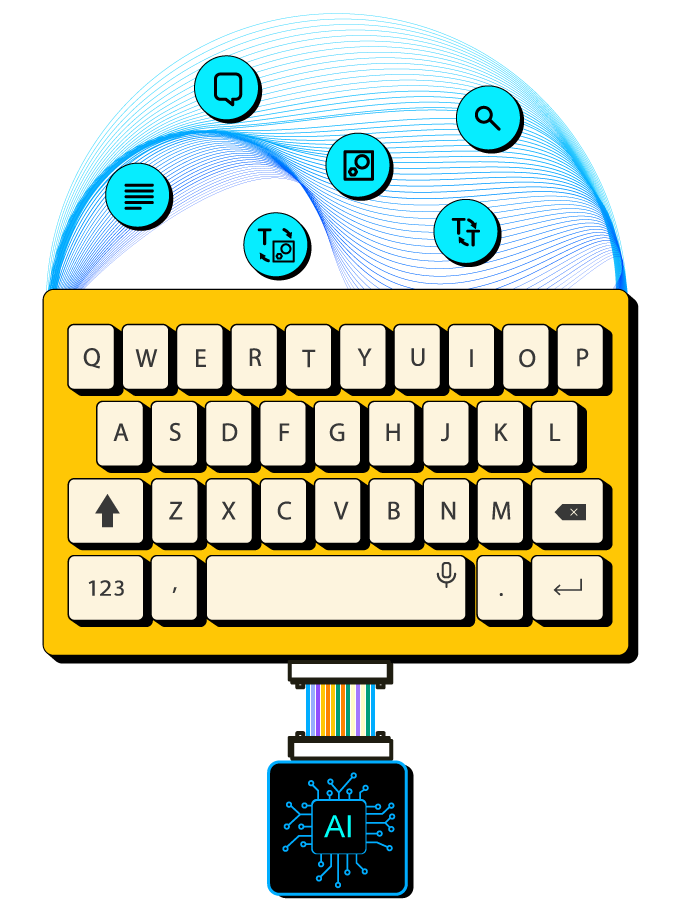 T
T T
Q W E R T Y U I O P
A S D F G H J K L
Z X C V B N M
123 , .
AI